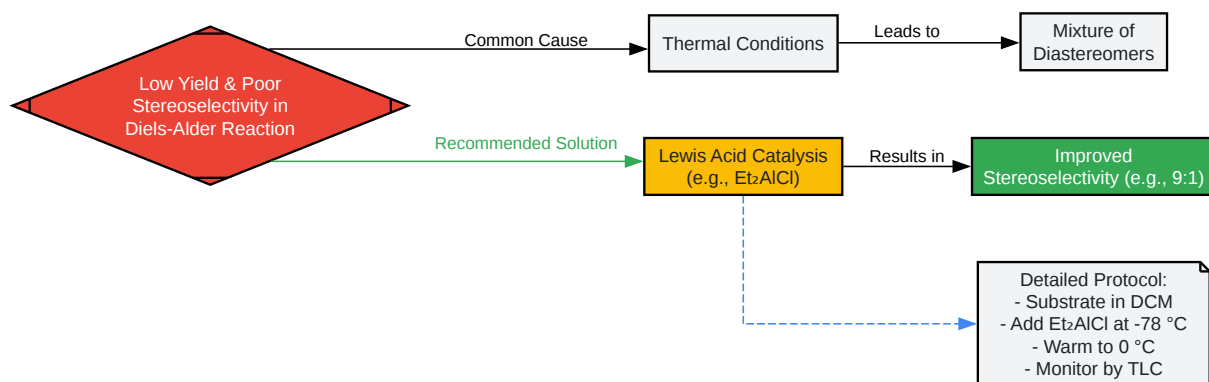 Low Yield & Poor
Stereoselectivity in
Diels-Alder Reaction
Common Cause
Thermal Conditions
Leads to
Mixture of
Diastereomers
Recommended Solution
Lewis Acid Catalysis
(e.g., Et₂AlCl)
Results in
Improved
Stereoselectivity (e.g., 9:1)
Detailed Protocol:
- Substrate in DCM
- Add Et₂AlCl at -78 °C
- Warm to 0 °C
- Monitor by TLC